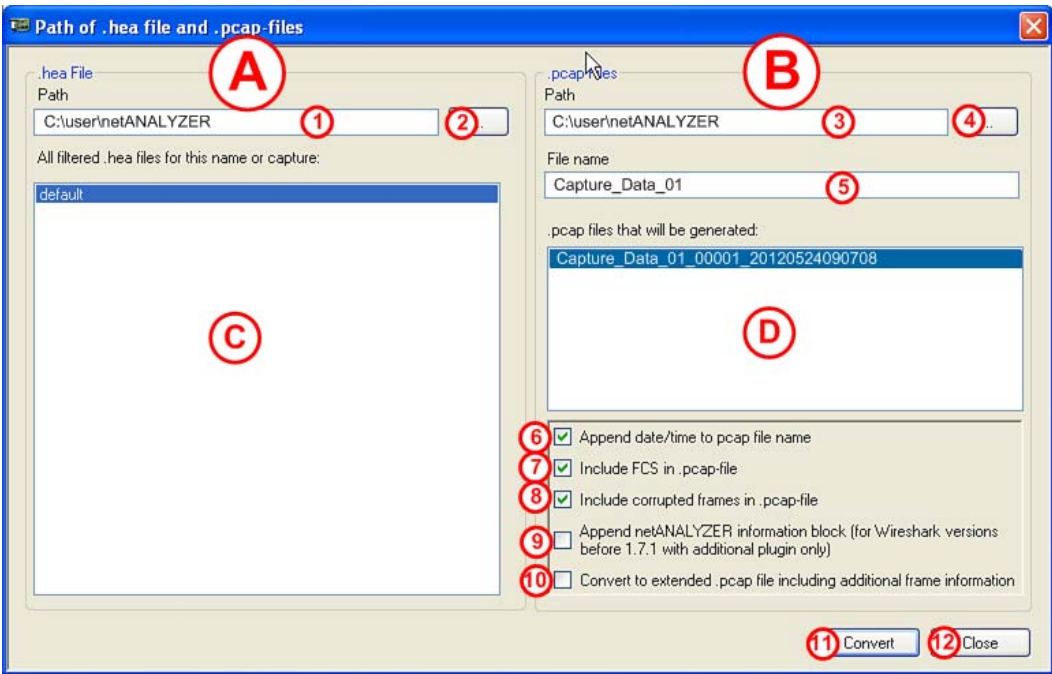 Path of .hea file and .pcap-files
A
.hea File
Path
C:\user\netANALYZER
1
2
..
All filtered .hea files for this name or capture:
default
C
B
.pcap files
Path
C:\user\netANALYZER
3
4
..
File name
Capture_Data_01
5
.pcap files that will be generated:
Capture_Data_01_00001_20120524090708
D
6 Append date/time to pcap file name
7 Include FCS in .pcap-file
8 Include corrupted frames in .pcap-file
9 Append netANALYZER information block (for Wireshark versions
before 1.7.1 with additional plugin only)
10 Convert to extended .pcap file including additional frame information
11 Convert
12 Close